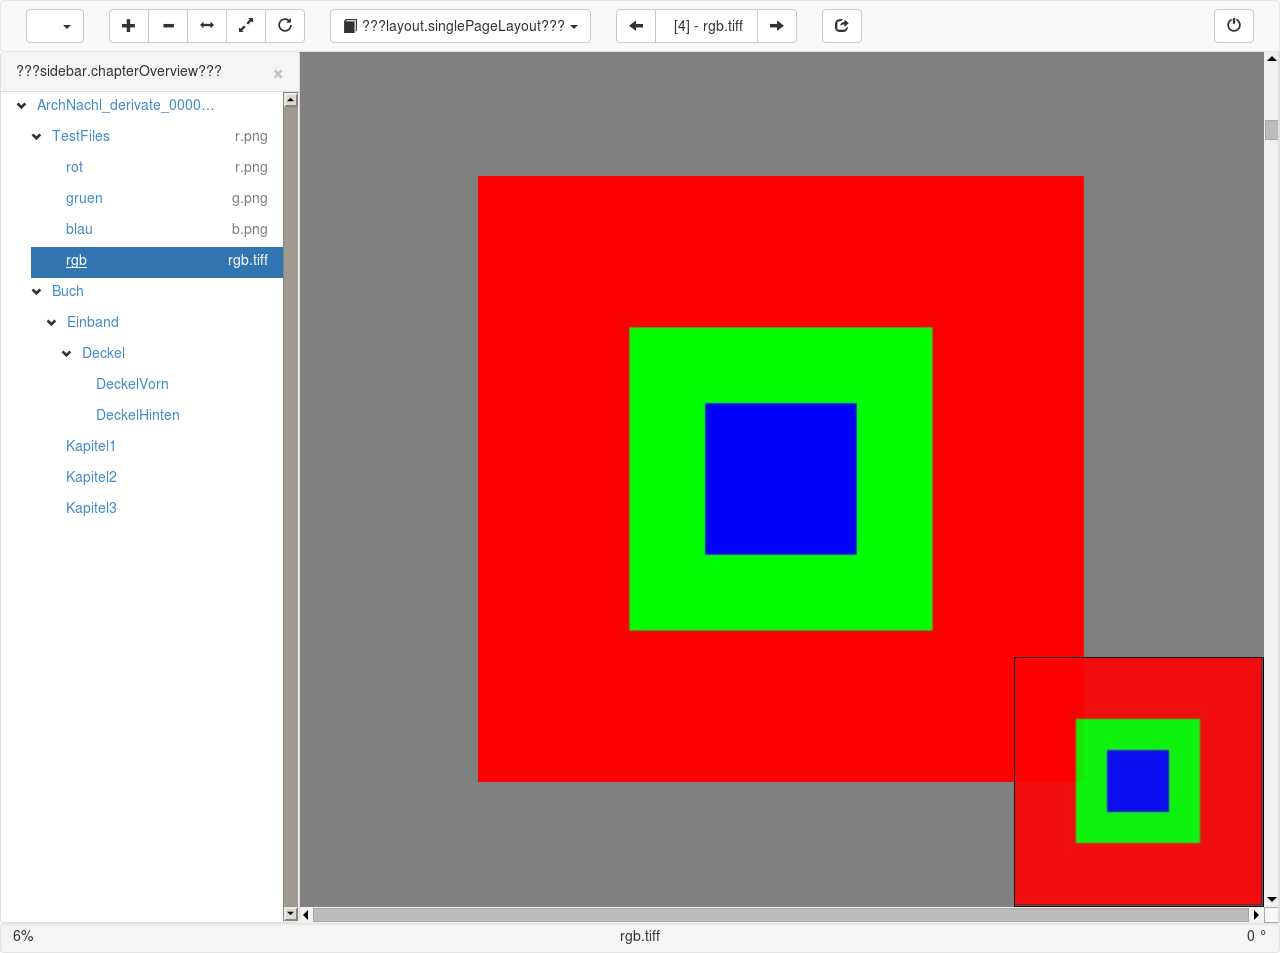 ???layout.singlePageLayout??? [4] - rgb.tiff
???sidebar.chapterOverview??? ×
ArchNachl_derivate_0000…
TestFiles r.png
rot r.png
gruen g.png
blau b.png
rgb rgb.tiff
Buch
Einband
Deckel
DeckelVorn
DeckelHinten
Kapitel1
Kapitel2
Kapitel3
6% rgb.tiff 0 °